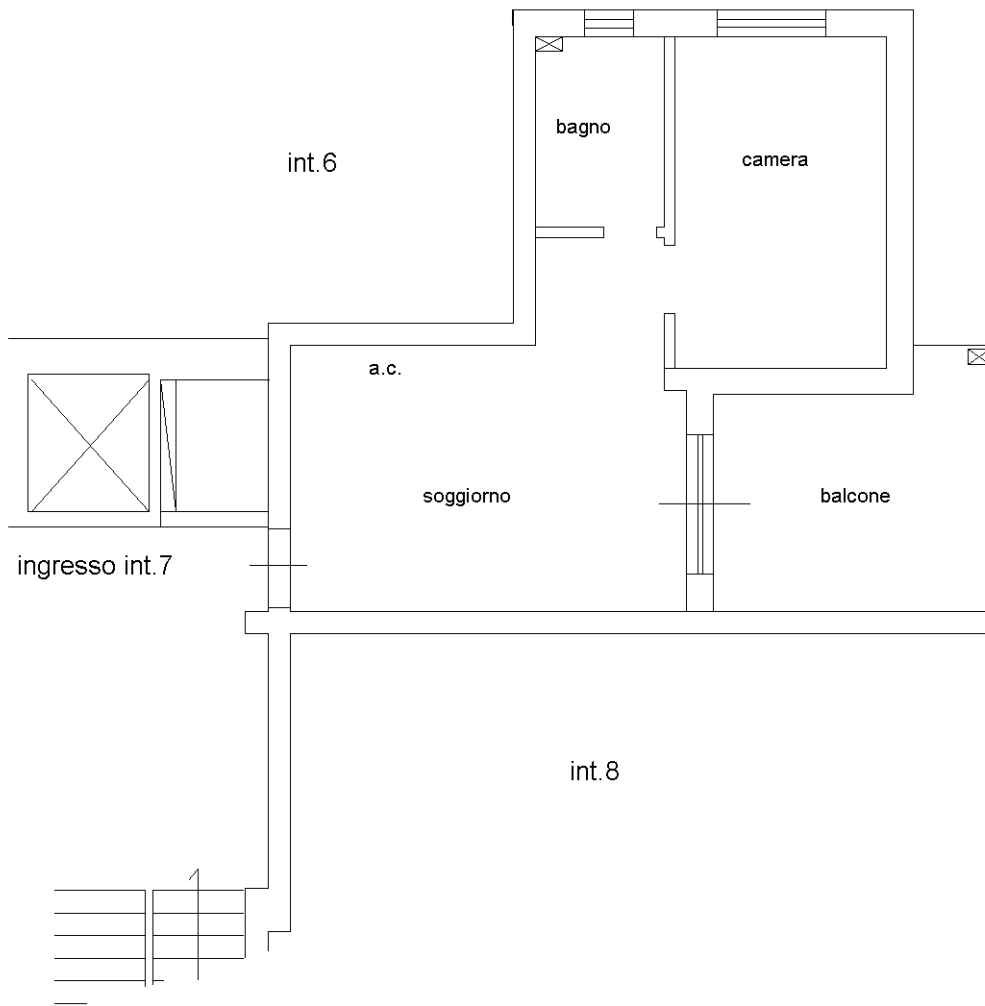 bagno
camera
int.6
a.c.
soggiorno
balcone
ingresso int.7
int.8